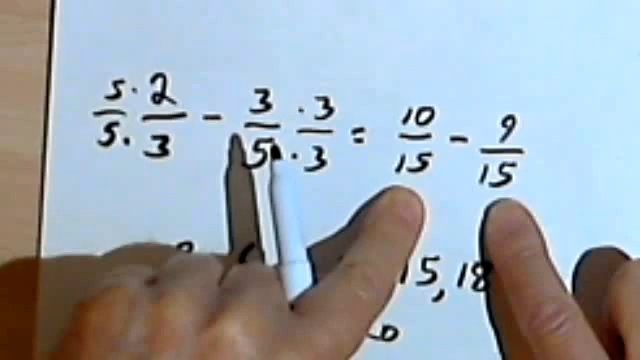 5 · 2 / 5 · 3 − 3 · 3 / 5 · 3 = 10/15 − 9/15
15, 18